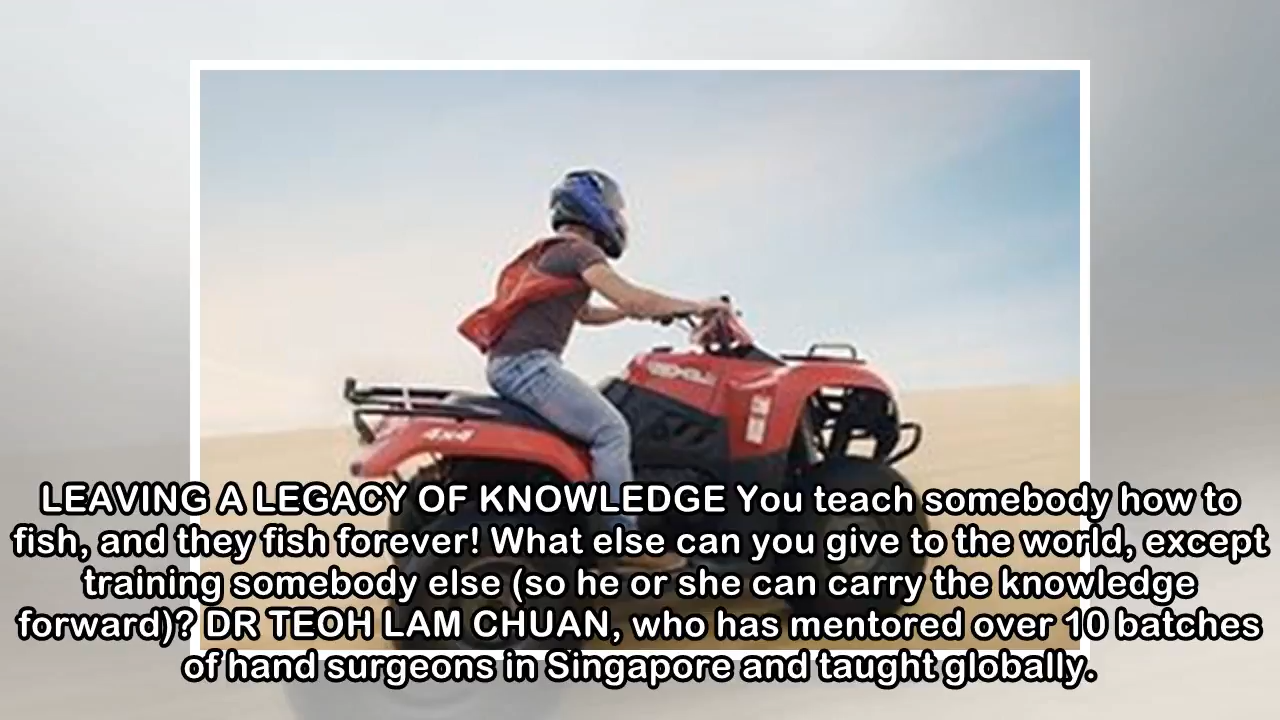 4x4
LEAVING A LEGACY OF KNOWLEDGE You teach somebody how to
fish, and they fish forever! What else can you give to the world, except
training somebody else (so he or she can carry the knowledge
forward)? DR TEOH LAM CHUAN, who has mentored over 10 batches
of hand surgeons in Singapore and taught globally.